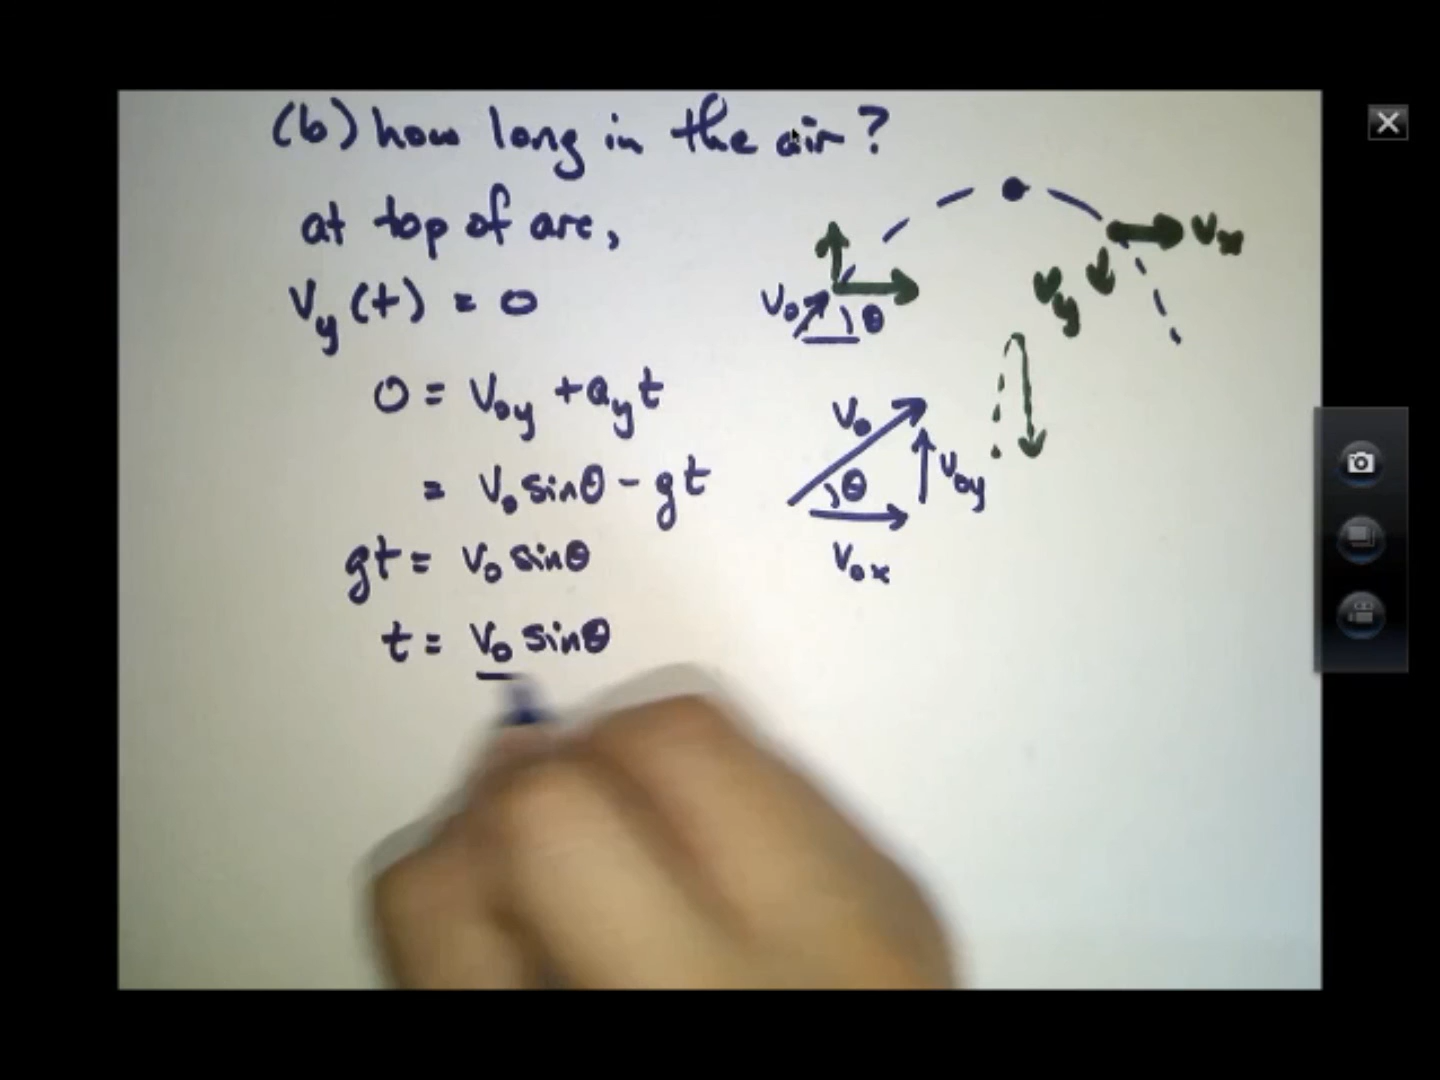 (b) how long in the air?
at top of arc,
Vy(t) = 0
0 = Voy + ayt
= Vo sinθ - gt
gt = Vo sinθ
t = Vo sinθ
Vo θ
Vx
Vy
Vo
θ
Voy
Vox